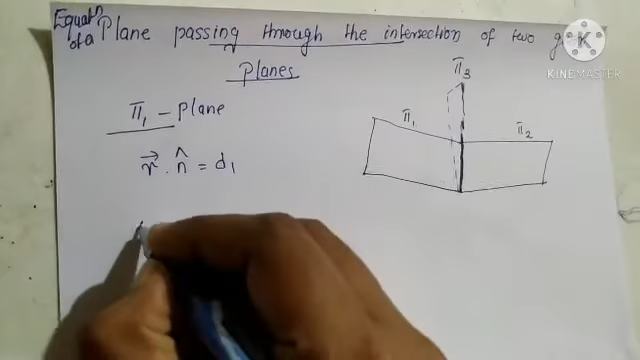 Equatn of a Plane passing through the intersection of two
Planes
π₁ - Plane
r⃗ . n̂ = d₁
π₃
π₁
π₂
KINEMASTER